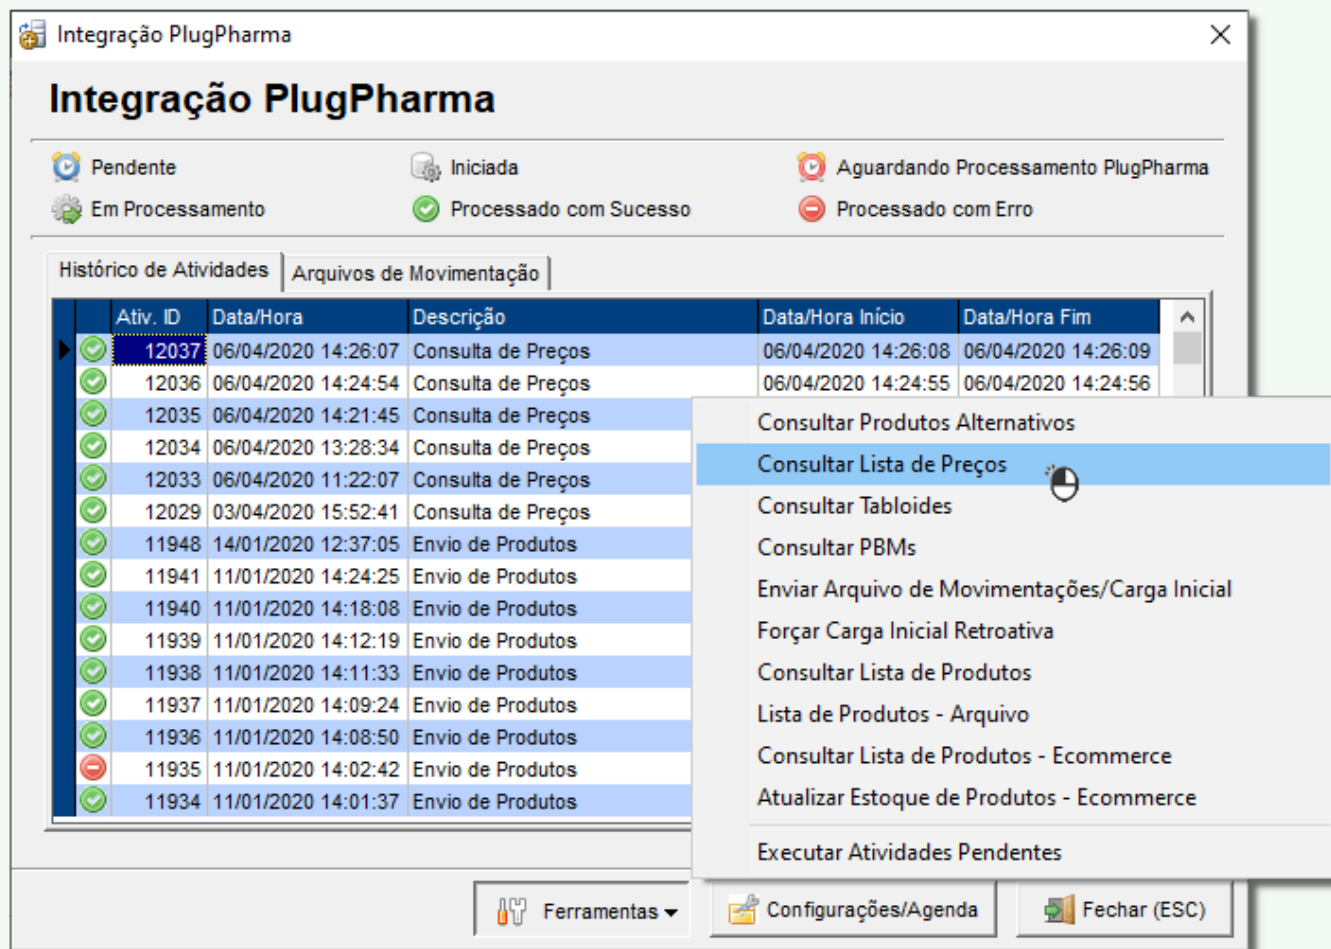 Integração PlugPharma
Integração PlugPharma
Pendente
Iniciada
Aguardando Processamento PlugPharma
Em Processamento
Processado com Sucesso
Processado com Erro
Histórico de Atividades
Arquivos de Movimentação
Ativ. ID Data/Hora Descrição Data/Hora Início Data/Hora Fim
12037 06/04/2020 14:26:07 Consulta de Preços 06/04/2020 14:26:08 06/04/2020 14:26:09
12036 06/04/2020 14:24:54 Consulta de Preços 06/04/2020 14:24:55 06/04/2020 14:24:56
12035 06/04/2020 14:21:45 Consulta de Preços
12034 06/04/2020 13:28:34 Consulta de Preços
12033 06/04/2020 11:22:07 Consulta de Preços
12029 03/04/2020 15:52:41 Consulta de Preços
11948 14/01/2020 12:37:05 Envio de Produtos
11941 11/01/2020 14:24:25 Envio de Produtos
11940 11/01/2020 14:18:08 Envio de Produtos
11939 11/01/2020 14:12:19 Envio de Produtos
11938 11/01/2020 14:11:33 Envio de Produtos
11937 11/01/2020 14:09:24 Envio de Produtos
11936 11/01/2020 14:08:50 Envio de Produtos
11935 11/01/2020 14:02:42 Envio de Produtos
11934 11/01/2020 14:01:37 Envio de Produtos
Consultar Produtos Alternativos
Consultar Lista de Preços
Consultar Tabloides
Consultar PBMs
Enviar Arquivo de Movimentações/Carga Inicial
Forçar Carga Inicial Retroativa
Consultar Lista de Produtos
Lista de Produtos - Arquivo
Consultar Lista de Produtos - Ecommerce
Atualizar Estoque de Produtos - Ecommerce
Executar Atividades Pendentes
Ferramentas
Configurações/Agenda
Fechar (ESC)